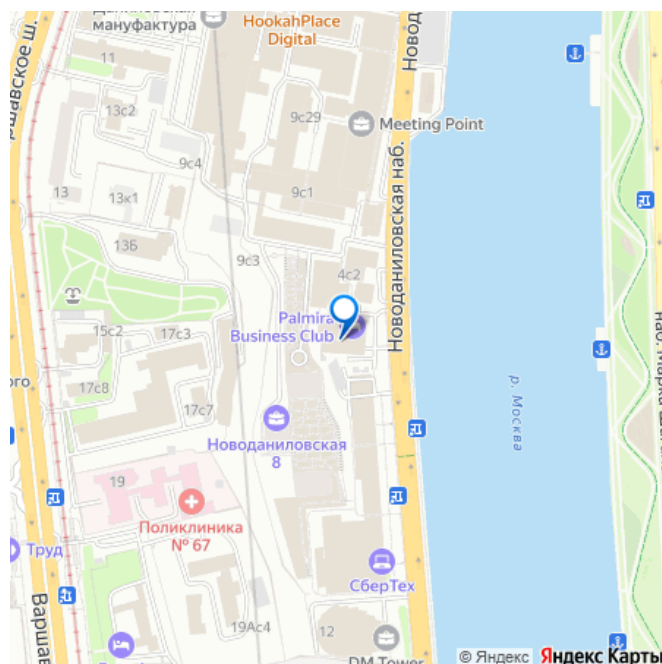 Даниловская
мануфактура
HookahPlace
Digital
ршавское ш.
11
13с2
9с29
Meeting Point
9с4
13
13к1
9с1
Новоданиловская наб.
13Б
9с3
4с2
15с2
17с3
Palmira
Business Club
17с8
17с7
р. Москва
Новоданиловская
8
19
Поликлиника
№ 67
Труд
СберТех
19Ас4
12
DM Tower
© Яндекс Яндекс Карты